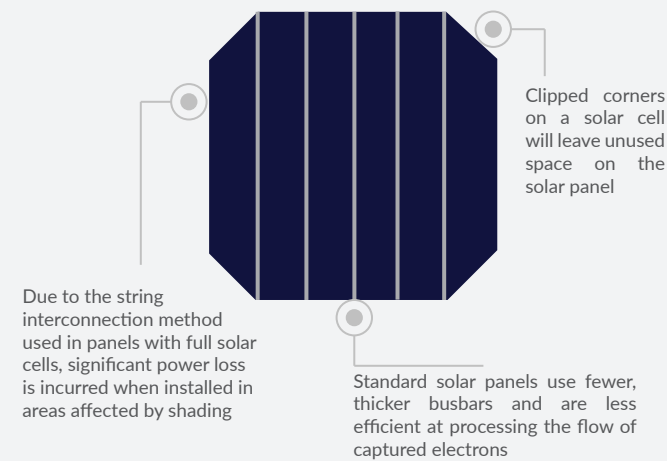 Clipped corners
on a solar cell
will leave unused
space on the
solar panel
Due to the string
interconnection method
used in panels with full solar
cells, significant power loss
is incurred when installed in
areas affected by shading
Standard solar panels use fewer,
thicker busbars and are less
efficient at processing the flow of
captured electrons